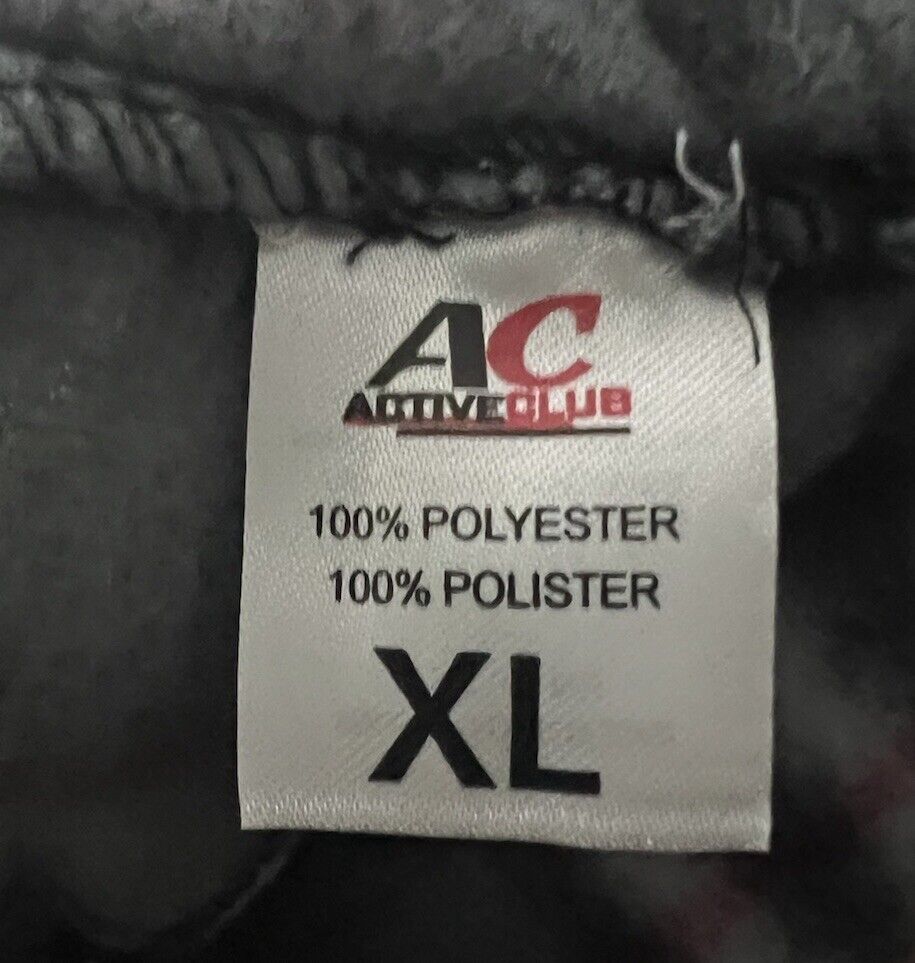 AC
ACTIVECLUB
100% POLYESTER
100% POLISTER
XL